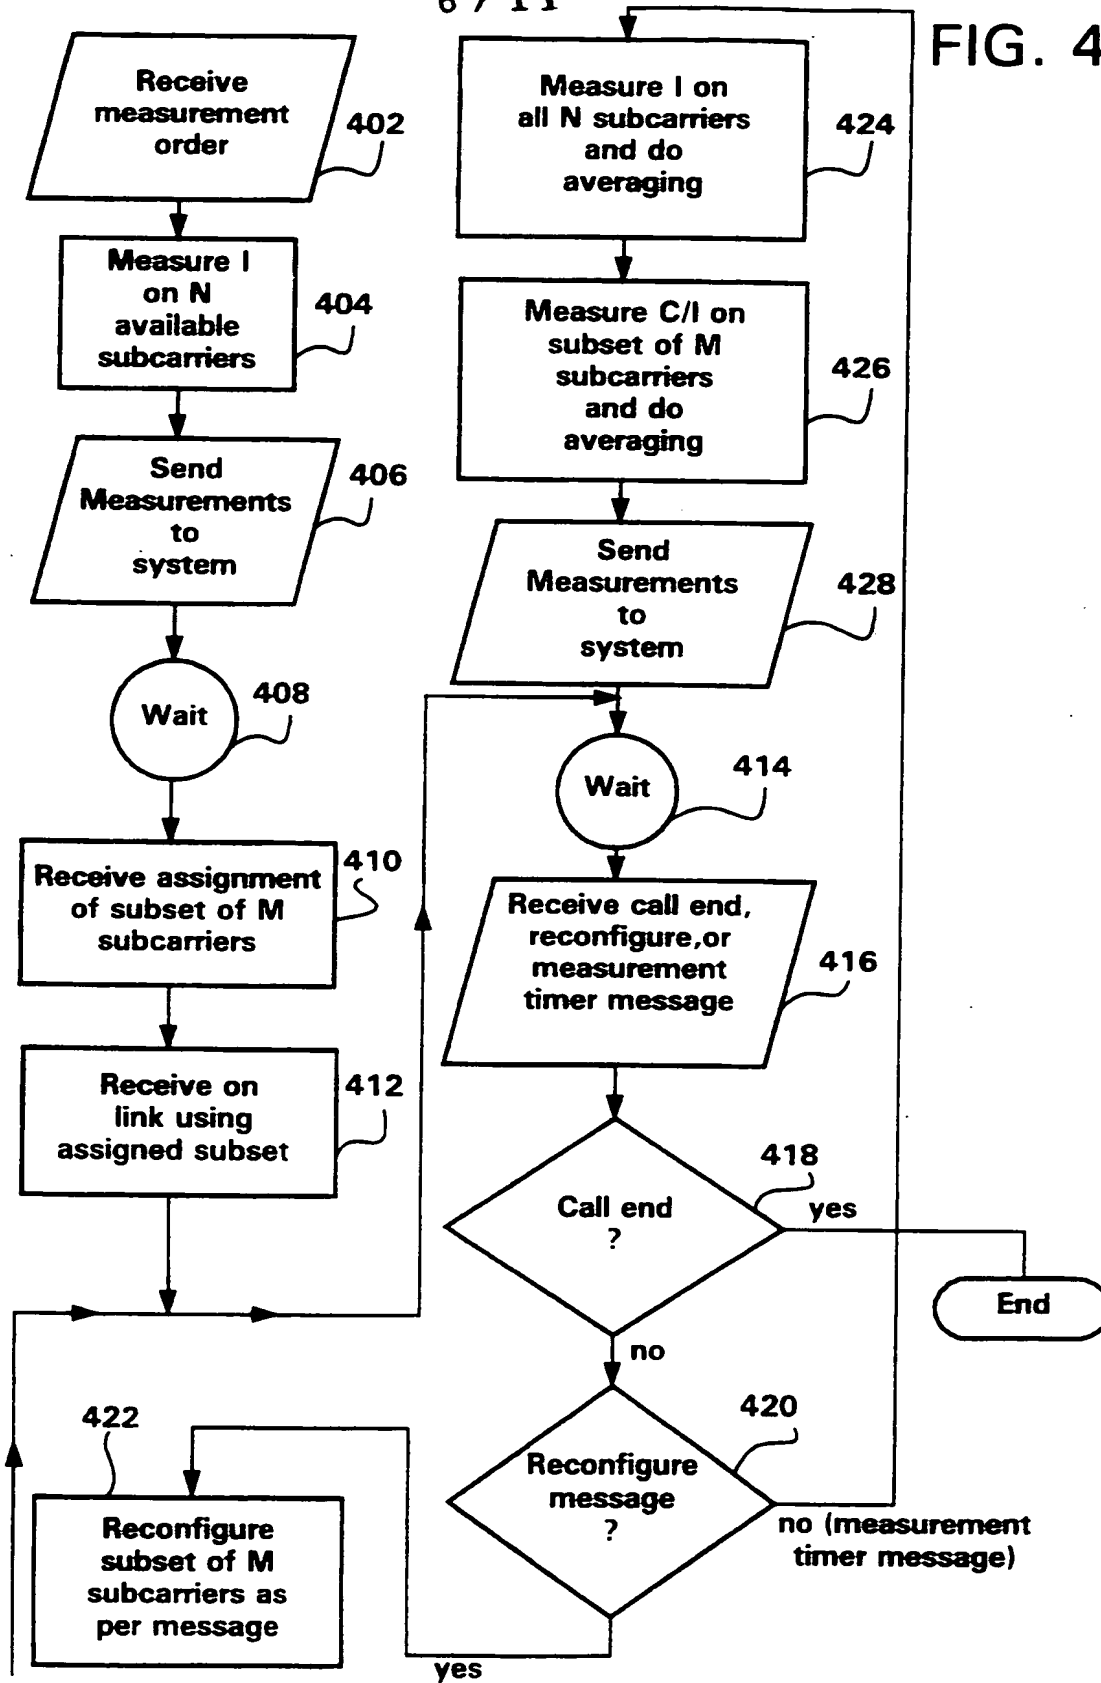 FIG. 4
Receive
measurement
order
402
Measure I
on N
available
subcarriers
404
Send
Measurements
to
system
406
Wait
408
Receive assignment
of subset of M
subcarriers
410
Receive on
link using
assigned subset
412
Measure I on
all N subcarriers
and do
averaging
424
Measure C/I on
subset of M
subcarriers
and do
averaging
426
Send
Measurements
to
system
428
Wait
414
Receive call end,
reconfigure,or
measurement
timer message
416
Call end
?
418
yes
End
no
Reconfigure
message
?
420
no (measurement
timer message)
yes
422
Reconfigure
subset of M
subcarriers as
per message